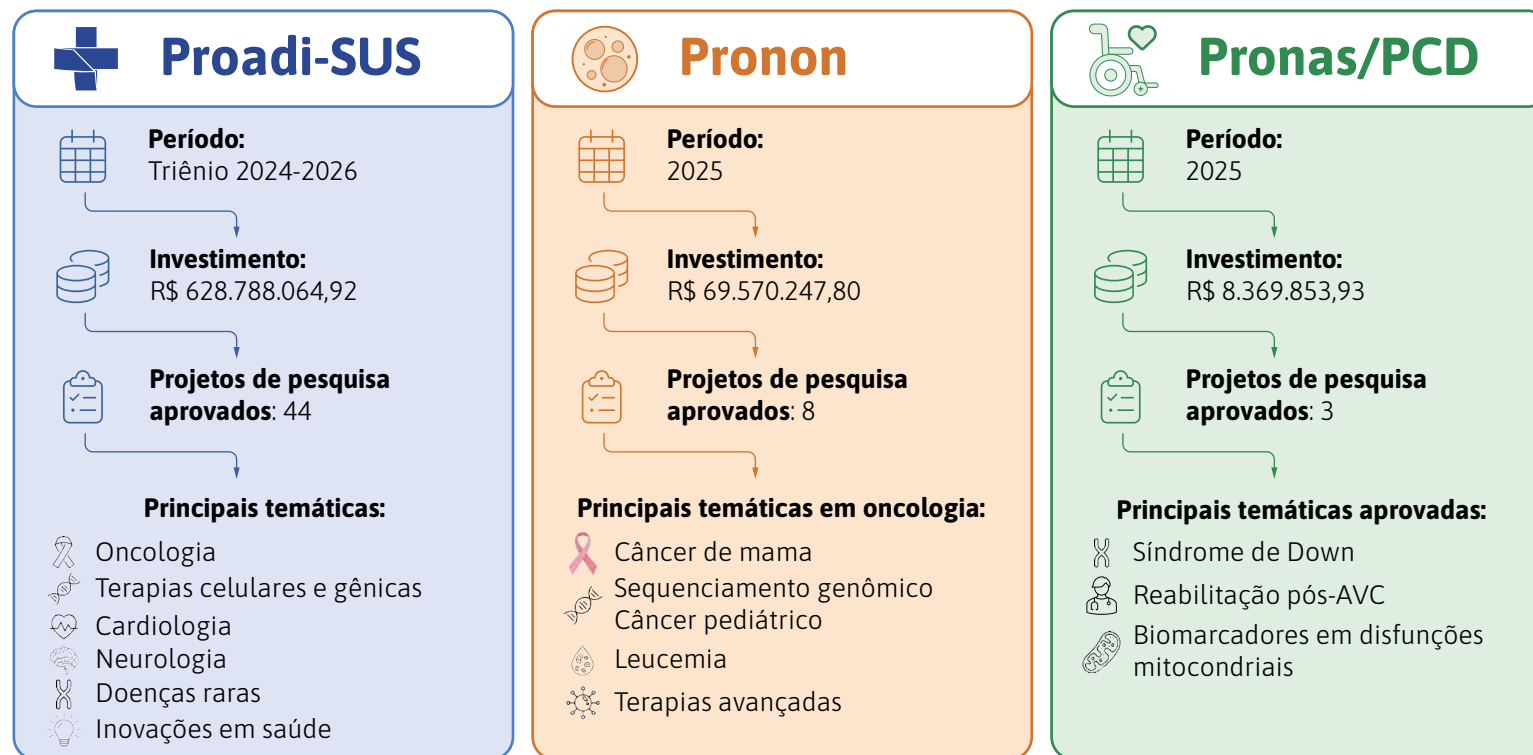 Proadi-SUS
Período:
Triênio 2024-2026
Investimento:
R$ 628.788.064,92
Projetos de pesquisa
aprovados: 44
Principais temáticas:
Oncologia
Terapias celulares e gênicas
Cardiologia
Neurologia
Doenças raras
Inovações em saúde
Pronon
Período:
2025
Investimento:
R$ 69.570.247,80
Projetos de pesquisa
aprovados: 8
Principais temáticas em oncologia:
Câncer de mama
Sequenciamento genômico
Câncer pediátrico
Leucemia
Terapias avançadas
Pronas/PCD
Período:
2025
Investimento:
R$ 8.369.853,93
Projetos de pesquisa
aprovados: 3
Principais temáticas aprovadas:
Síndrome de Down
Reabilitação pós-AVC
Biomarcadores em disfunções
mitocondriais